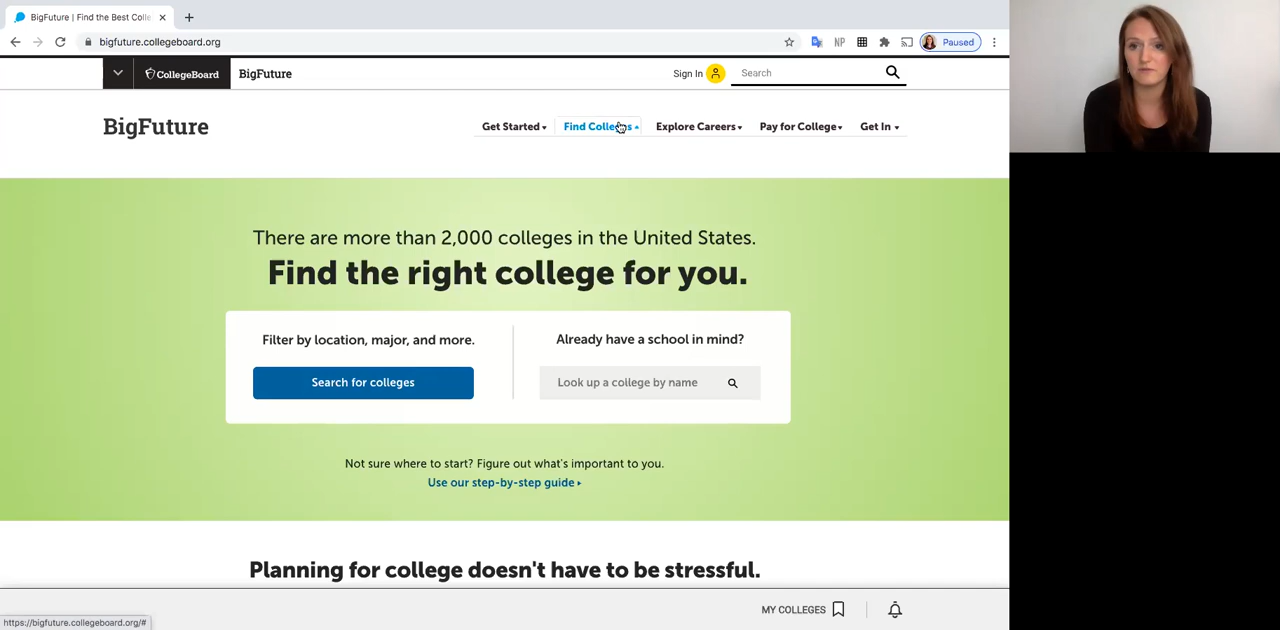 BigFuture | Find the Best Colle
bigfuture.collegeboard.org
NP
Paused
CollegeBoard
BigFuture
Sign In
Search
BigFuture
Get Started
Find Colleges
Explore Careers
Pay for College
Get In
There are more than 2,000 colleges in the United States.
Find the right college for you.
Filter by location, major, and more.
Search for colleges
Already have a school in mind?
Look up a college by name
Not sure where to start? Figure out what's important to you.
Use our step-by-step guide
Planning for college doesn't have to be stressful.
MY COLLEGES
https://bigfuture.collegeboard.org/#